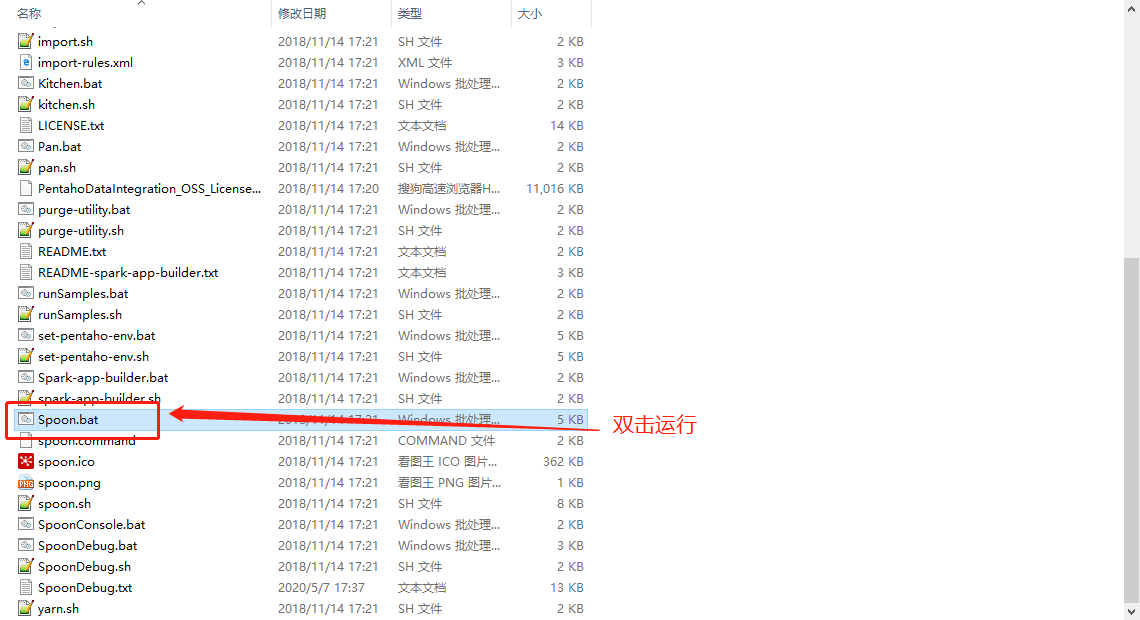 名称 修改日期 类型 大小
import.sh 2018/11/14 17:21 SH 文件 2 KB
import-rules.xml 2018/11/14 17:21 XML 文件 3 KB
Kitchen.bat 2018/11/14 17:21 Windows 批处理... 2 KB
kitchen.sh 2018/11/14 17:21 SH 文件 2 KB
LICENSE.txt 2018/11/14 17:21 文本文档 14 KB
Pan.bat 2018/11/14 17:21 Windows 批处理... 2 KB
pan.sh 2018/11/14 17:21 SH 文件 2 KB
PentahoDataIntegration_OSS_License... 2018/11/14 17:20 搜狗高速浏览器H... 11,016 KB
purge-utility.bat 2018/11/14 17:21 Windows 批处理... 2 KB
purge-utility.sh 2018/11/14 17:21 SH 文件 2 KB
README.txt 2018/11/14 17:21 文本文档 2 KB
README-spark-app-builder.txt 2018/11/14 17:21 文本文档 3 KB
runSamples.bat 2018/11/14 17:21 Windows 批处理... 2 KB
runSamples.sh 2018/11/14 17:21 SH 文件 2 KB
set-pentaho-env.bat 2018/11/14 17:21 Windows 批处理... 5 KB
set-pentaho-env.sh 2018/11/14 17:21 SH 文件 5 KB
Spark-app-builder.bat 2018/11/14 17:21 Windows 批处理... 2 KB
spark-app-builder.sh 2018/11/14 17:21 SH 文件 2 KB
Spoon.bat 2018/11/14 17:21 Windows 批处理... 5 KB 双击运行
spoon.command 2018/11/14 17:21 COMMAND 文件 2 KB
spoon.ico 2018/11/14 17:21 看图王 ICO 图片... 362 KB
spoon.png 2018/11/14 17:21 看图王 PNG 图片... 1 KB
spoon.sh 2018/11/14 17:21 SH 文件 8 KB
SpoonConsole.bat 2018/11/14 17:21 Windows 批处理... 2 KB
SpoonDebug.bat 2018/11/14 17:21 Windows 批处理... 3 KB
SpoonDebug.sh 2018/11/14 17:21 SH 文件 2 KB
SpoonDebug.txt 2020/5/7 17:37 文本文档 13 KB
yarn.sh 2018/11/14 17:21 SH 文件 2 KB